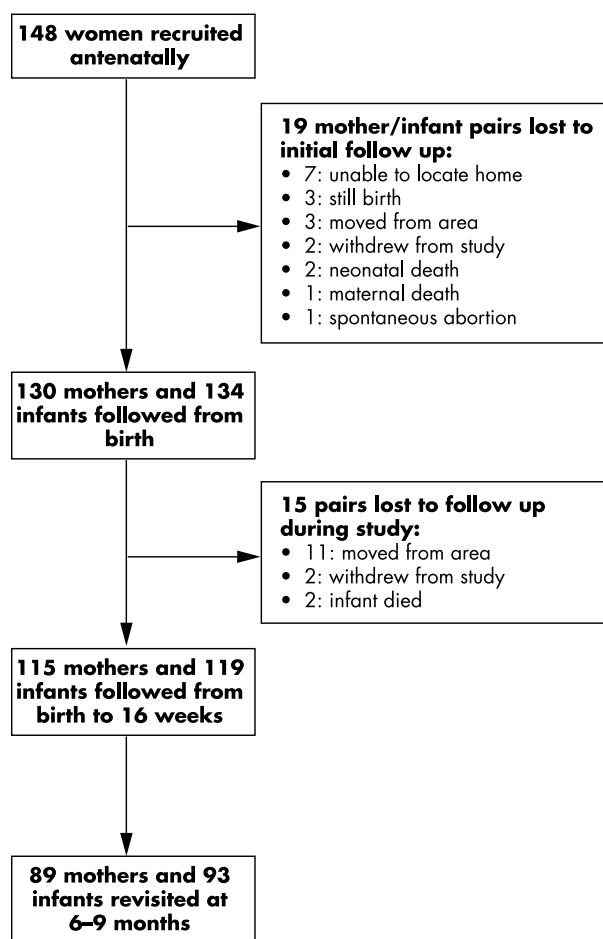 148 women recruited
antenatally
19 mother/infant pairs lost to
initial follow up:
• 7: unable to locate home
• 3: still birth
• 3: moved from area
• 2: withdrew from study
• 2: neonatal death
• 1: maternal death
• 1: spontaneous abortion
130 mothers and 134
infants followed from
birth
15 pairs lost to follow up
during study:
• 11: moved from area
• 2: withdrew from study
• 2: infant died
115 mothers and 119
infants followed from
birth to 16 weeks
89 mothers and 93
infants revisited at
6–9 months